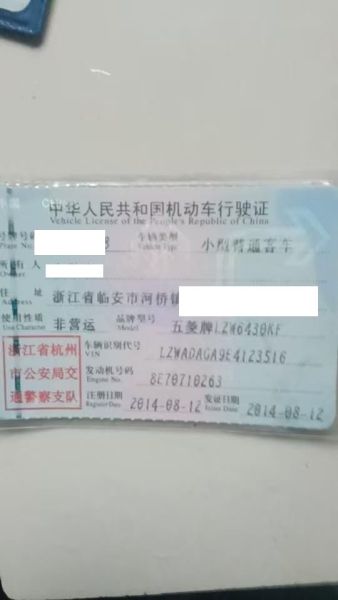 中华人民共和国机动车行驶证
Vehicle License of the People's Republic of China
号牌号码 8 车辆类型 小型普通客车
Plate No. Vehicle Type
所有人
Owner
住址 浙江省临安市河桥镇
Address
使用性质 非营运 品牌型号 五菱牌LZW6430KF
Use Character Model
浙江省杭州
市公安局交
通警察支队
车辆识别代号 LZWADAGA9E4123516
VIN
发动机号码 8E70710263
Engine No.
注册日期 2014-08-12 发证日期 2014-08-12
Register Date Issue Date